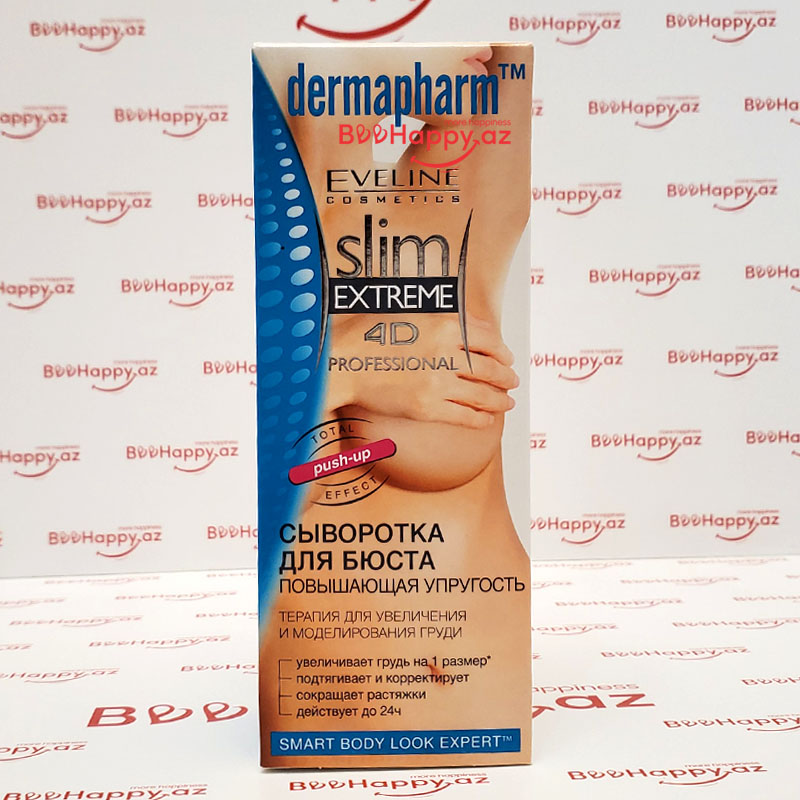 dermapharm™
more happiness
BeeHappy.az
EVELINE
COSMETICS
slim
EXTREME
4D
PROFESSIONAL
TOTAL
push-up
EFFECT
СЫВОРОТКА
ДЛЯ БЮСТА
ПОВЫШАЮЩАЯ УПРУГОСТЬ
ТЕРАПИЯ ДЛЯ УВЕЛИЧЕНИЯ
И МОДЕЛИРОВАНИЯ ГРУДИ
увеличивает грудь на 1 размер*
подтягивает и корректирует
сокращает растяжки
действует до 24ч
SMART BODY LOOK EXPERT™